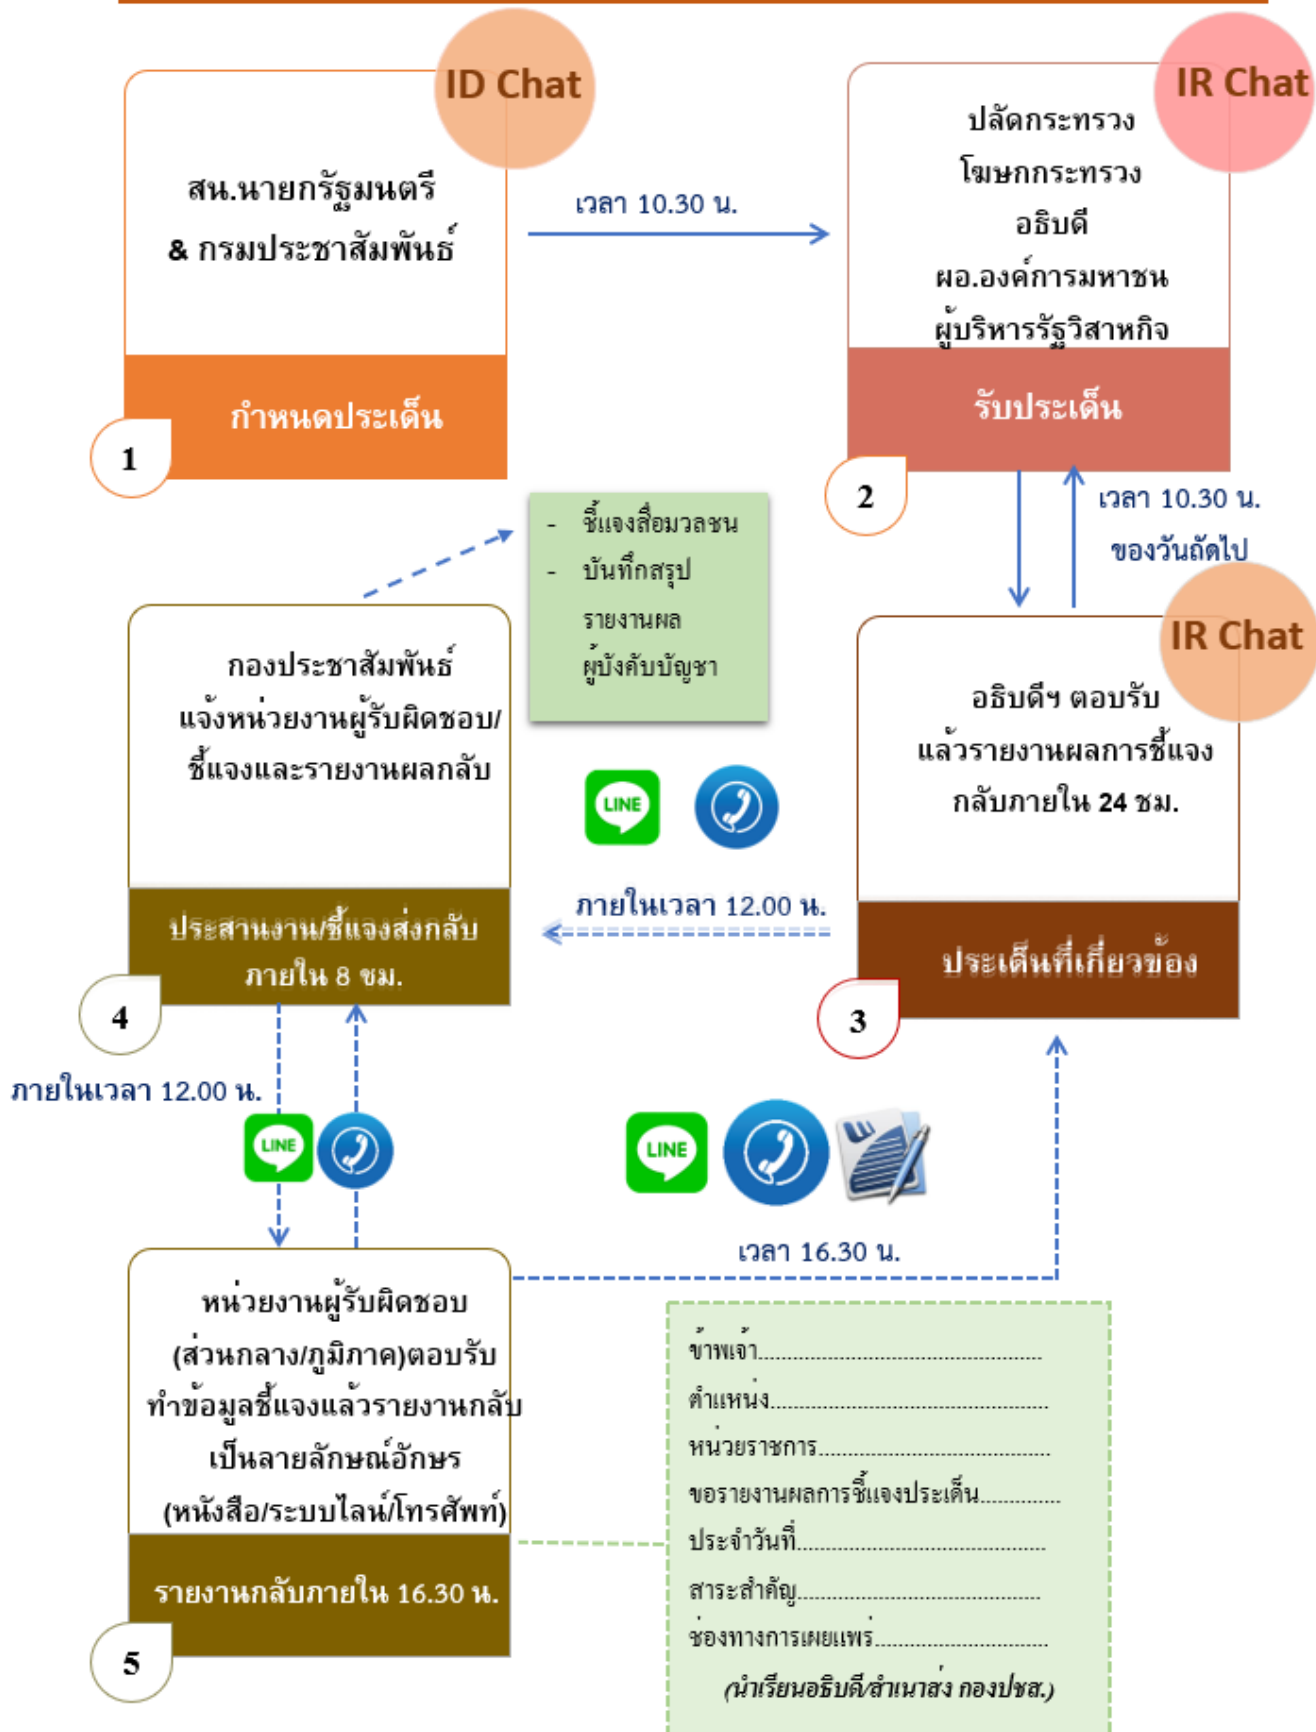 ID Chat
สน.นายกรัฐมนตรี
& กรมประชาสัมพันธ์
กำหนดประเด็น
1
เวลา 10.30 น.
IR Chat
ปลัดกระทรวง
โฆษกกระทรวง
อธิบดี
ผอ.องค์การมหาชน
ผู้บริหารรัฐวิสาหกิจ
รับประเด็น
2
เวลา 10.30 น.
ของวันถัดไป
IR Chat
อธิบดีฯ ตอบรับ
แล้วรายงานผลการชี้แจง
กลับภายใน 24 ชม.
ประเด็นที่เกี่ยวข้อง
3
- ชี้แจงสื่อมวลชน
- บันทึกสรุป
รายงานผล
ผู้บังคับบัญชา
LINE
ภายในเวลา 12.00 น.
กองประชาสัมพันธ์
แจ้งหน่วยงานผู้รับผิดชอบ/
ชี้แจงและรายงานผลกลับ
ประสานงาน/ชี้แจงส่งกลับ
ภายใน 8 ชม.
4
ภายในเวลา 12.00 น.
LINE
LINE
เวลา 16.30 น.
หน่วยงานผู้รับผิดชอบ
(ส่วนกลาง/ภูมิภาค)ตอบรับ
ทำข้อมูลชี้แจงแล้วรายงานกลับ
เป็นลายลักษณ์อักษร
(หนังสือ/ระบบไลน์/โทรศัพท์)
รายงานกลับภายใน 16.30 น.
5
ข้าพเจ้า................................................
ตำแหน่ง...............................................
หน่วยราชการ.......................................
ขอรายงานผลการชี้แจงประเด็น..............
ประจำวันที่..........................................
สาระสำคัญ.........................................
ช่องทางการเผยแพร่.............................
(นำเรียนอธิบดี/สำเนาส่ง กองปชส.)